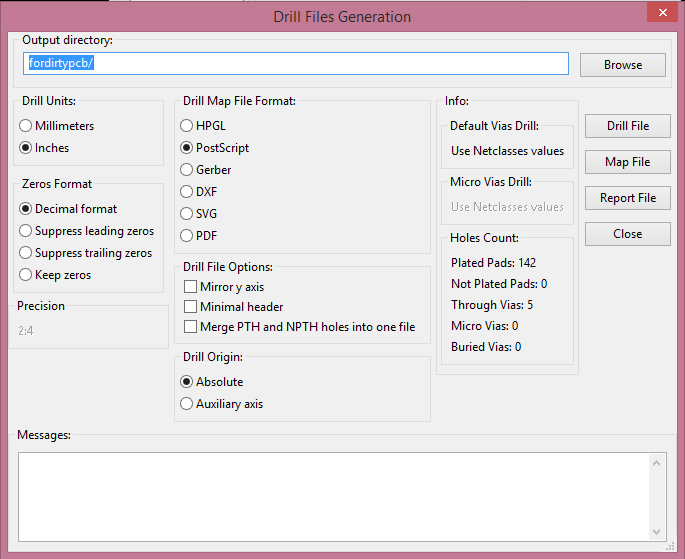 Drill Files Generation
Output directory:
fordirtypcb/
Browse
Drill Units:
Millimeters
Inches
Zeros Format
Decimal format
Suppress leading zeros
Suppress trailing zeros
Keep zeros
Precision
2:4
Drill Map File Format:
HPGL
PostScript
Gerber
DXF
SVG
PDF
Drill File Options:
Mirror y axis
Minimal header
Merge PTH and NPTH holes into one file
Drill Origin:
Absolute
Auxiliary axis
Info:
Default Vias Drill:
Use Netclasses values
Micro Vias Drill:
Use Netclasses values
Holes Count:
Plated Pads: 142
Not Plated Pads: 0
Through Vias: 5
Micro Vias: 0
Buried Vias: 0
Drill File
Map File
Report File
Close
Messages: